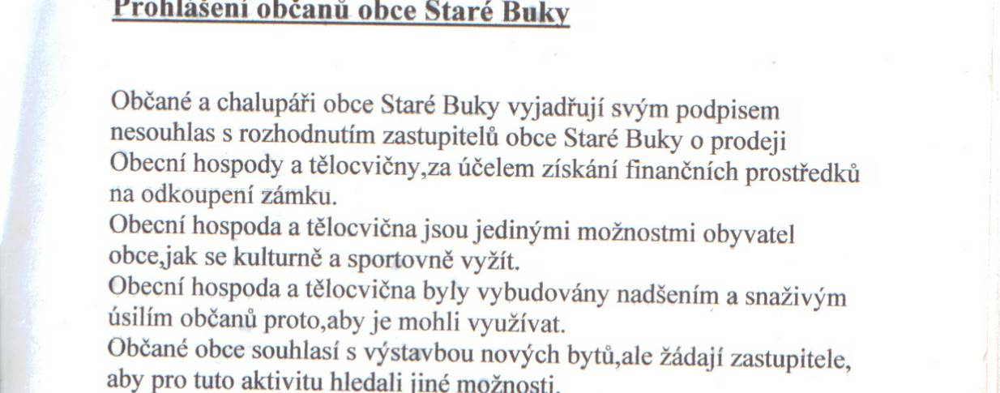 Prohlášení občanů obce Staré Buky
Občané a chalupáři obce Staré Buky vyjadřují svým podpisem
nesouhlas s rozhodnutím zastupitelů obce Staré Buky o prodeji
Obecní hospody a tělocvičny,za účelem získání finančních prostředků
na odkoupení zámku.
Obecní hospoda a tělocvična jsou jedinými možnostmi obyvatel
obce,jak se kulturně a sportovně vyžít.
Obecní hospoda a tělocvična byly vybudovány nadšením a snaživým
úsilím občanů proto,aby je mohli využívat.
Občané obce souhlasí s výstavbou nových bytů,ale žádají zastupitele,
aby pro tuto aktivitu hledali jiné možnosti.